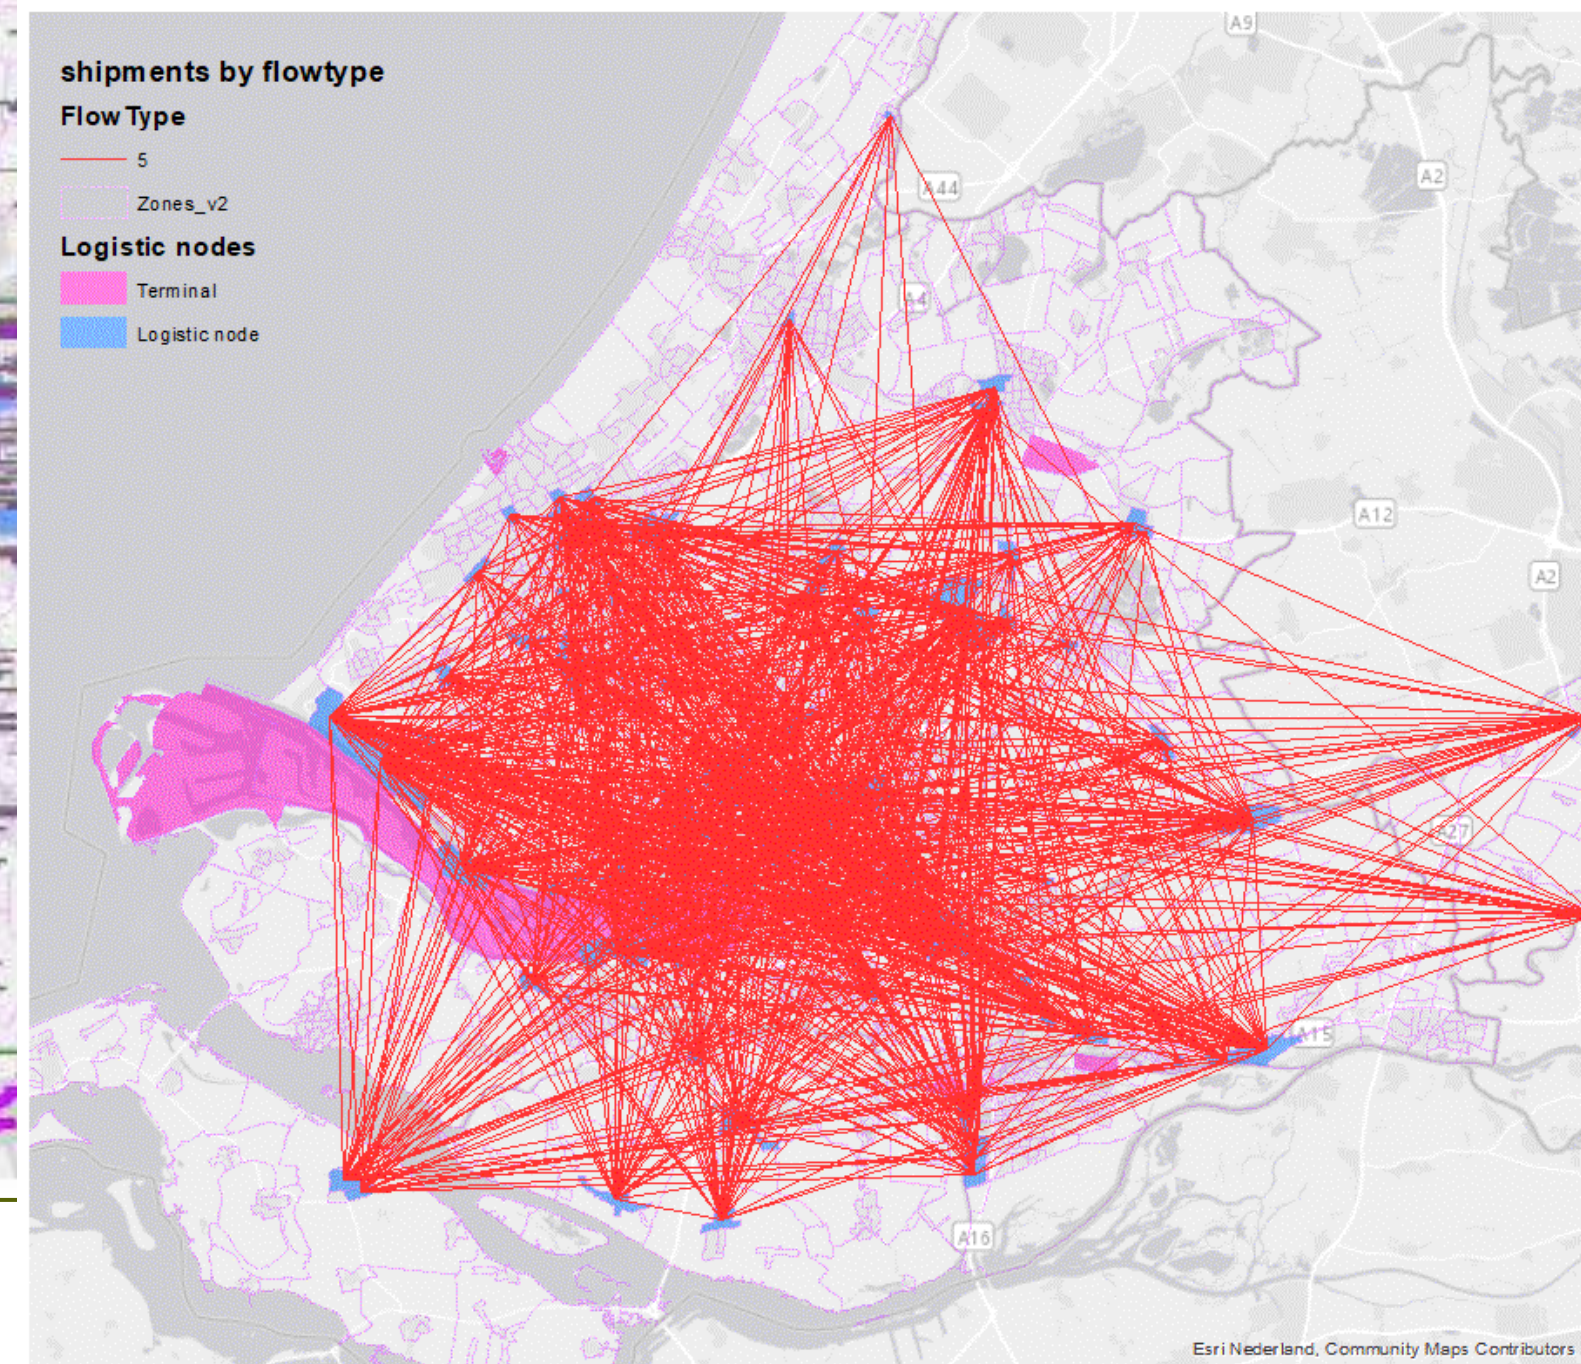 shipments by flowtype
Flow Type
5
Zones_v2
Logistic nodes
Terminal
Logistic node
A9
A2
A44
A4
A12
A2
A27
A15
A16
Esri Nederland, Community Maps Contributors